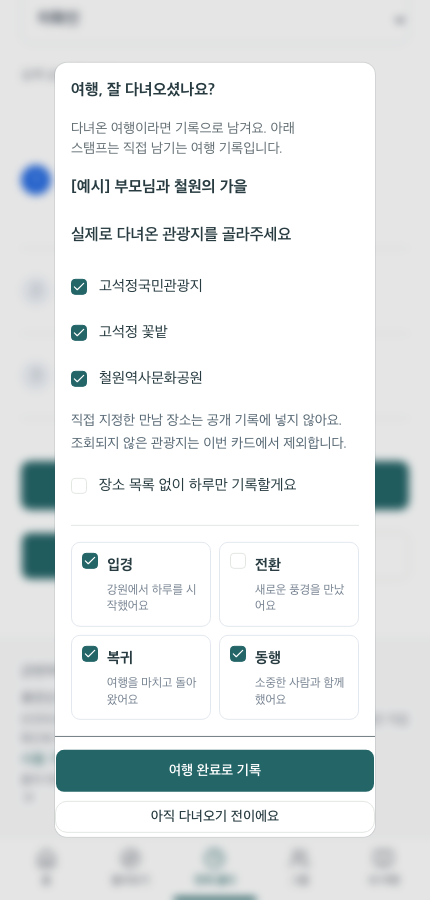 여행, 잘 다녀오셨나요?
다녀온 여행이라면 기록으로 남겨요. 아래
스탬프는 직접 남기는 여행 기록입니다.
[예시] 부모님과 철원의 가을
실제로 다녀온 관광지를 골라주세요
고석정국민관광지
고석정 꽃밭
철원역사문화공원
직접 지정한 만남 장소는 공개 기록에 넣지 않아요.
조회되지 않은 관광지는 이번 카드에서 제외합니다.
장소 목록 없이 하루만 기록할게요
입경
강원에서 하루를 시
작했어요
전환
새로운 풍경을 만났
어요
복귀
여행을 마치고 돌아
왔어요
동행
소중한 사람과 함께
했어요
여행 완료로 기록
아직 다녀오기 전이에요